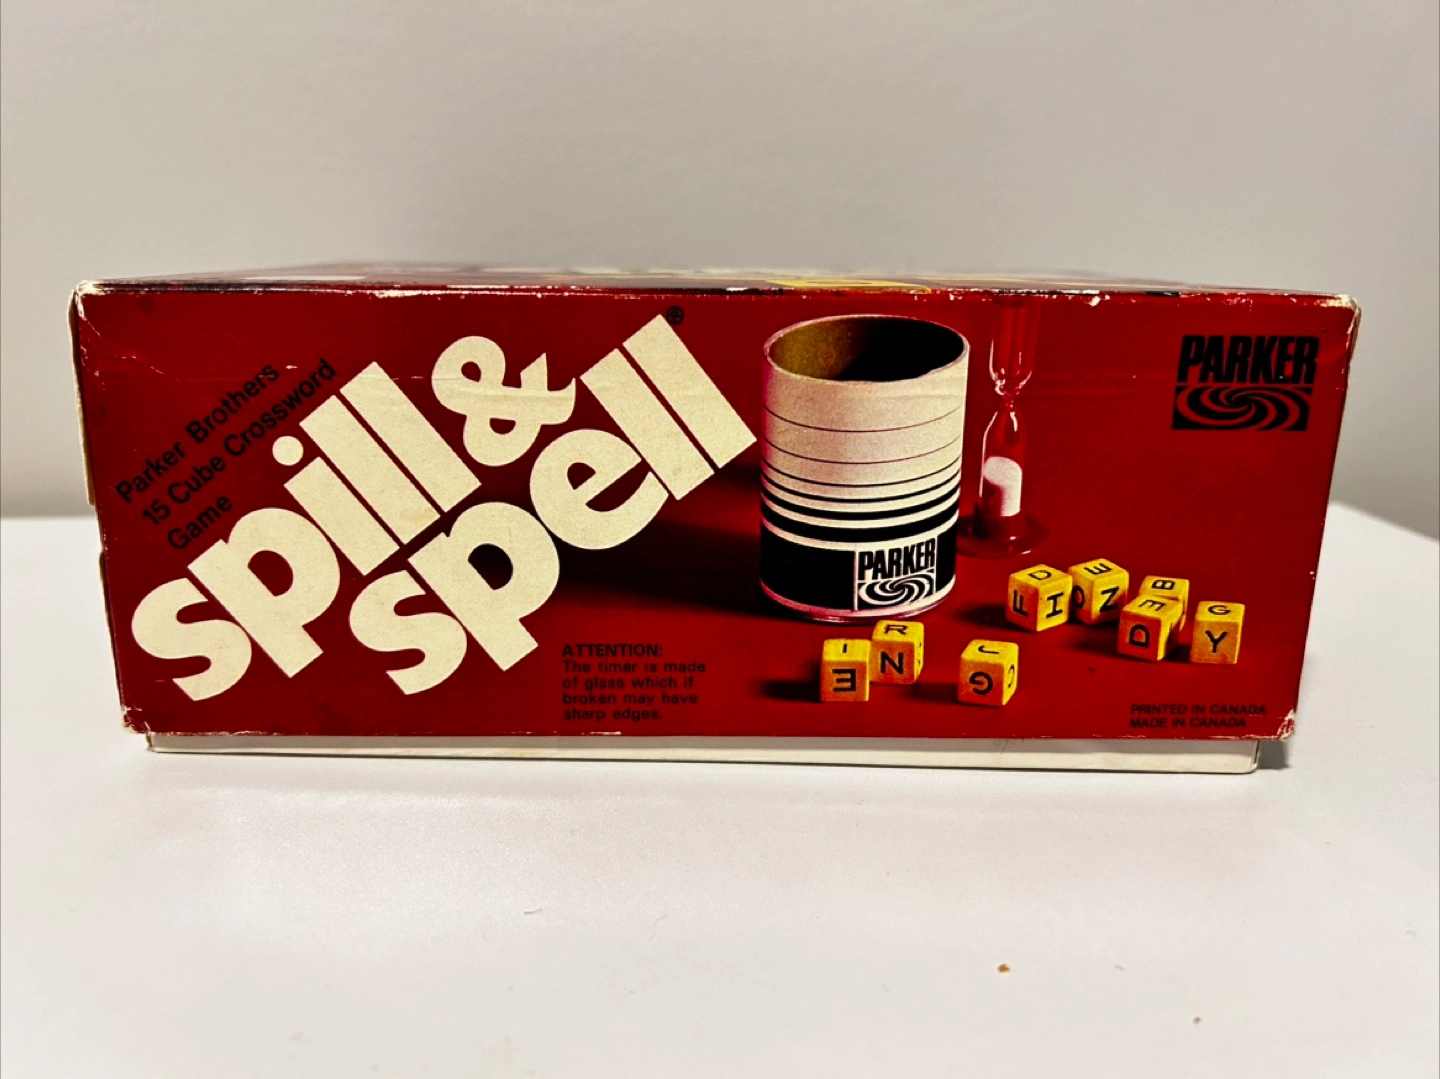 Parker Brothers
15 Cube Crossword
Game
spill &
spell®
ATTENTION:
The timer is made
of glass which if
broken may have
sharp edges.
PARKER
PARKER
D
F I
E
O N
B
D E
G
Y
I
E
R
N
J
G C
PRINTED IN CANADA
MADE IN CANADA